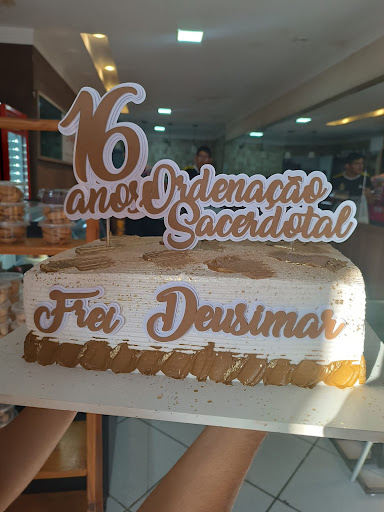 16
anos Ordenação
Sacerdotal
Frei Deusimar